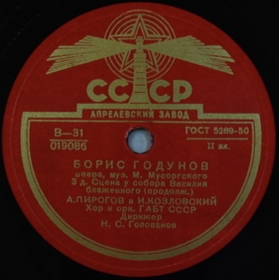 СССР
АПРЕЛЕВСКИЙ ЗАВОД
В—31
019086
ГОСТ 5289-50
II вл.
БОРИС ГОДУНОВ
опера, муз. М. Мусоргского
3 д. Сцена у собора Василия
блаженного (продолж.)
А. ПИРОГОВ и И. КОЗЛОВСКИЙ
Хор и орк. ГАБТ СССР
Дирижер
Н. С. Голованов